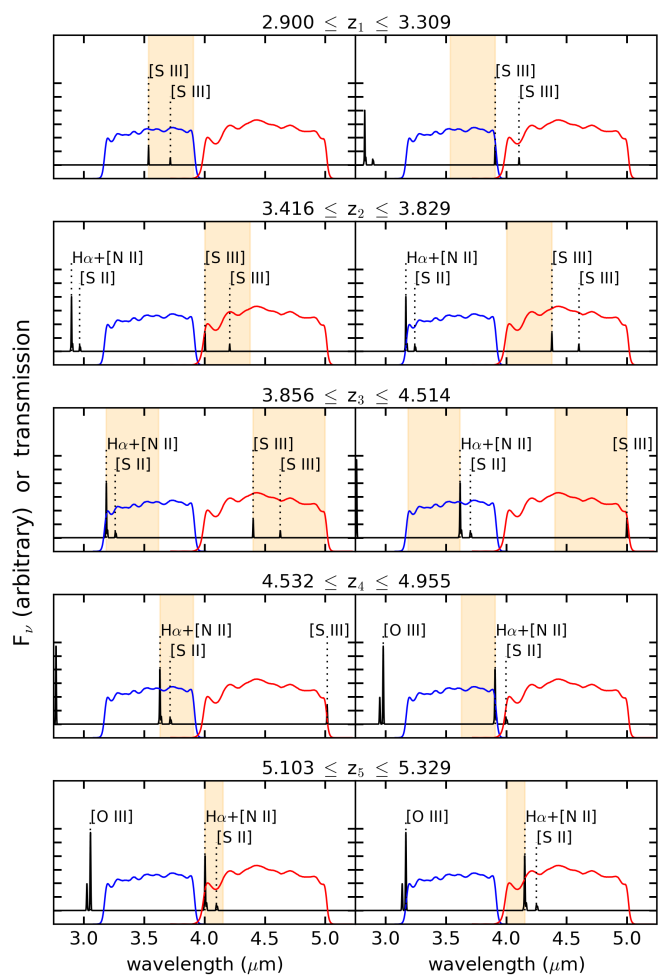 2.900 ≤ z₁ ≤ 3.309
[S III]
[S III]
[S III]
[S III]
3.416 ≤ z₂ ≤ 3.829
Hα+[N II]
[S II]
[S III]
[S III]
Hα+[N II]
[S II]
[S III]
[S III]
3.856 ≤ z₃ ≤ 4.514
Hα+[N II]
[S II]
[S III]
[S III]
Hα+[N II]
[S II]
[S III]
4.532 ≤ z₄ ≤ 4.955
Hα+[N II]
[S II]
[S III]
[O III]
Hα+[N II]
[S II]
5.103 ≤ z₅ ≤ 5.329
[O III]
Hα+[N II]
[S II]
[O III]
Hα+[N II]
[S II]
3.0 3.5 4.0 4.5 5.0 3.0 3.5 4.0 4.5 5.0
wavelength (μm) wavelength (μm)
Fν (arbitrary) or transmission